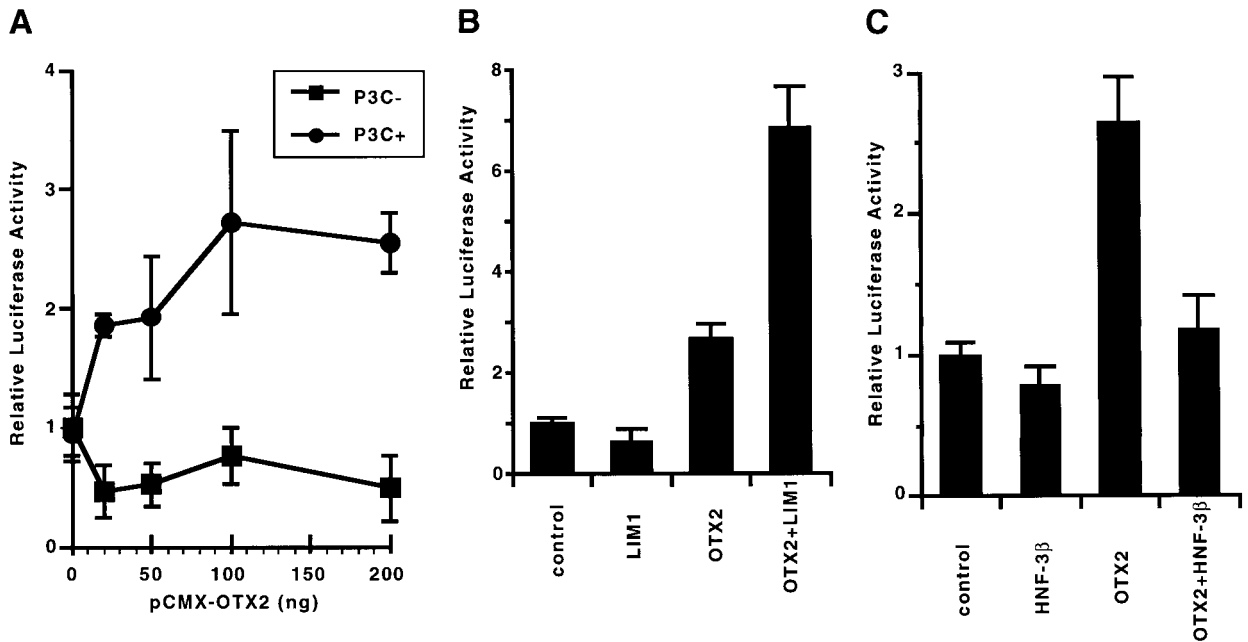 A
Relative Luciferase Activity
4
3
2
1
0
P3C-
P3C+
0
50
100
150
200
pCMX-OTX2 (ng)
B
Relative Luciferase Activity
8
6
4
2
0
control
LIM1
OTX2
OTX2+LIM1
C
Relative Luciferase Activity
3
2
1
0
control
HNF-3β
OTX2
OTX2+HNF-3β